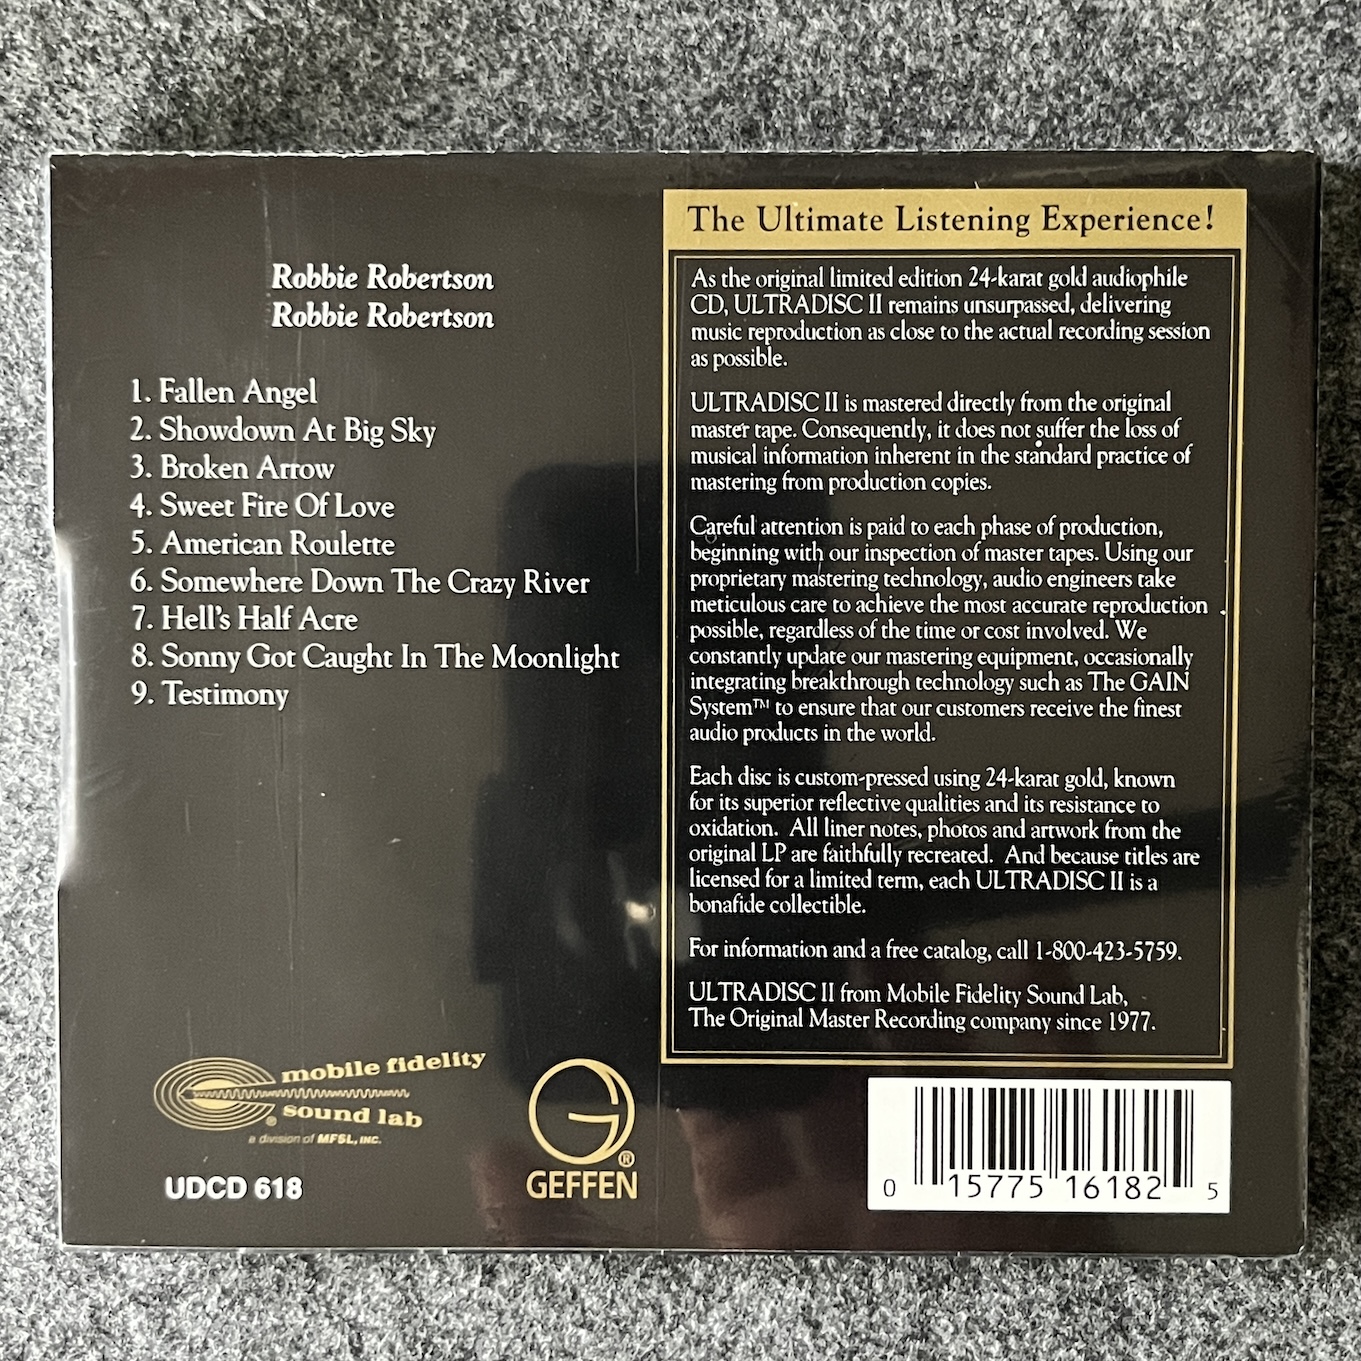 Robbie Robertson
Robbie Robertson
1. Fallen Angel
2. Showdown At Big Sky
3. Broken Arrow
4. Sweet Fire Of Love
5. American Roulette
6. Somewhere Down The Crazy River
7. Hell's Half Acre
8. Sonny Got Caught In The Moonlight
9. Testimony
The Ultimate Listening Experience!
As the original limited edition 24-karat gold audiophile
CD, ULTRADISC II remains unsurpassed, delivering
music reproduction as close to the actual recording session
as possible.
ULTRADISC II is mastered directly from the original
master tape. Consequently, it does not suffer the loss of
musical information inherent in the standard practice of
mastering from production copies.
Careful attention is paid to each phase of production,
beginning with our inspection of master tapes. Using our
proprietary mastering technology, audio engineers take
meticulous care to achieve the most accurate reproduction
possible, regardless of the time or cost involved. We
constantly update our mastering equipment, occasionally
integrating breakthrough technology such as The GAIN
System™ to ensure that our customers receive the finest
audio products in the world.
Each disc is custom-pressed using 24-karat gold, known
for its superior reflective qualities and its resistance to
oxidation. All liner notes, photos and artwork from the
original LP are faithfully recreated. And because titles are
licensed for a limited term, each ULTRADISC II is a
bonafide collectible.
For information and a free catalog, call 1-800-423-5759.
ULTRADISC II from Mobile Fidelity Sound Lab,
The Original Master Recording company since 1977.
mobile fidelity
sound lab
®
a division of MFSL, INC.
UDCD 618
G®
GEFFEN
0 15775 16182 5